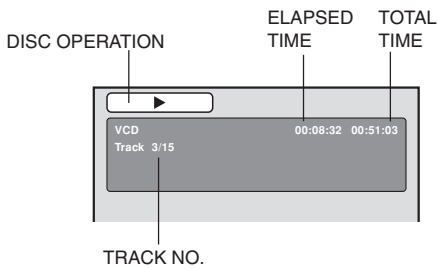 ELAPSED TIME
TOTAL TIME
DISC OPERATION
VCD 00:08:32 00:51:03
Track 3/15
TRACK NO.